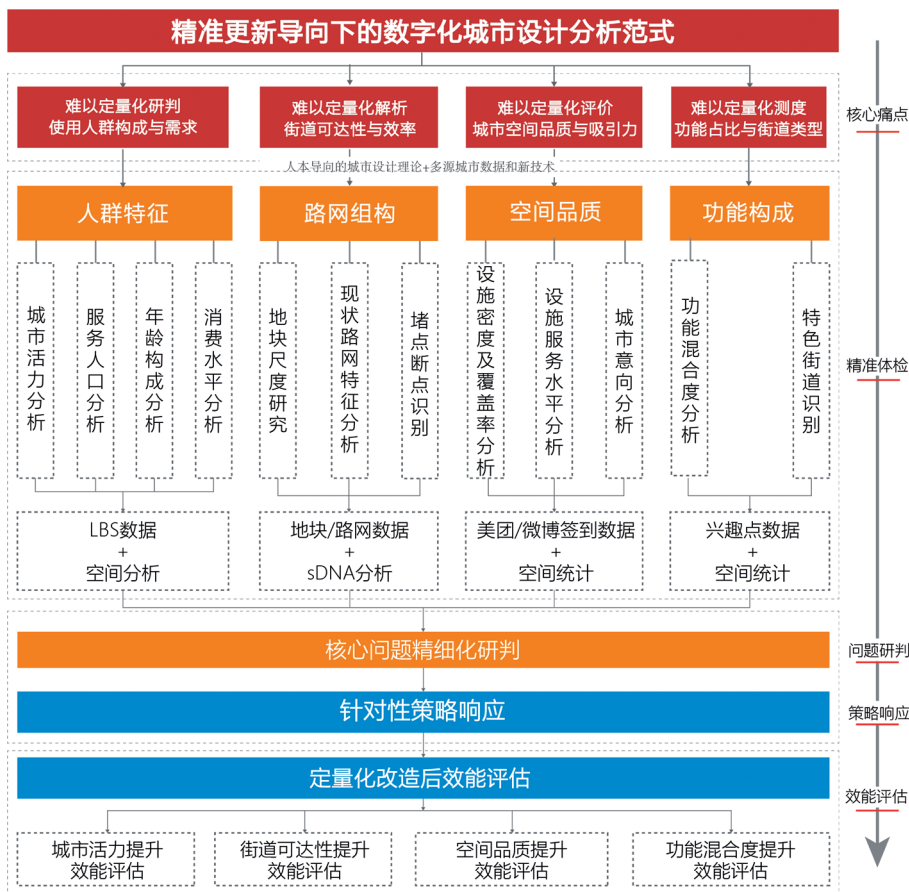 精准更新导向下的数字化城市设计分析范式
难以定量化研判
使用人群构成与需求
难以定量化解析
街道可达性与效率
难以定量化评价
城市空间品质与吸引力
难以定量化测度
功能占比与街道类型
核心痛点
人本导向的城市设计理论+多源城市数据和新技术
人群特征
路网组构
空间品质
功能构成
城市活力分析
服务人口分析
年龄构成分析
消费水平分析
地块尺度研究
现状路网特征分析
堵点断点识别
设施密度及覆盖率分析
设施服务水平分析
城市意向分析
功能混合度分析
特色街道识别
精准体检
LBS数据
+
空间分析
地块/路网数据
+
sDNA分析
美团/微博签到数据
+
空间统计
兴趣点数据
+
空间统计
核心问题精细化研判
问题研判
针对性策略响应
策略响应
定量化改造后效能评估
效能评估
城市活力提升
效能评估
街道可达性提升
效能评估
空间品质提升
效能评估
功能混合度提升
效能评估